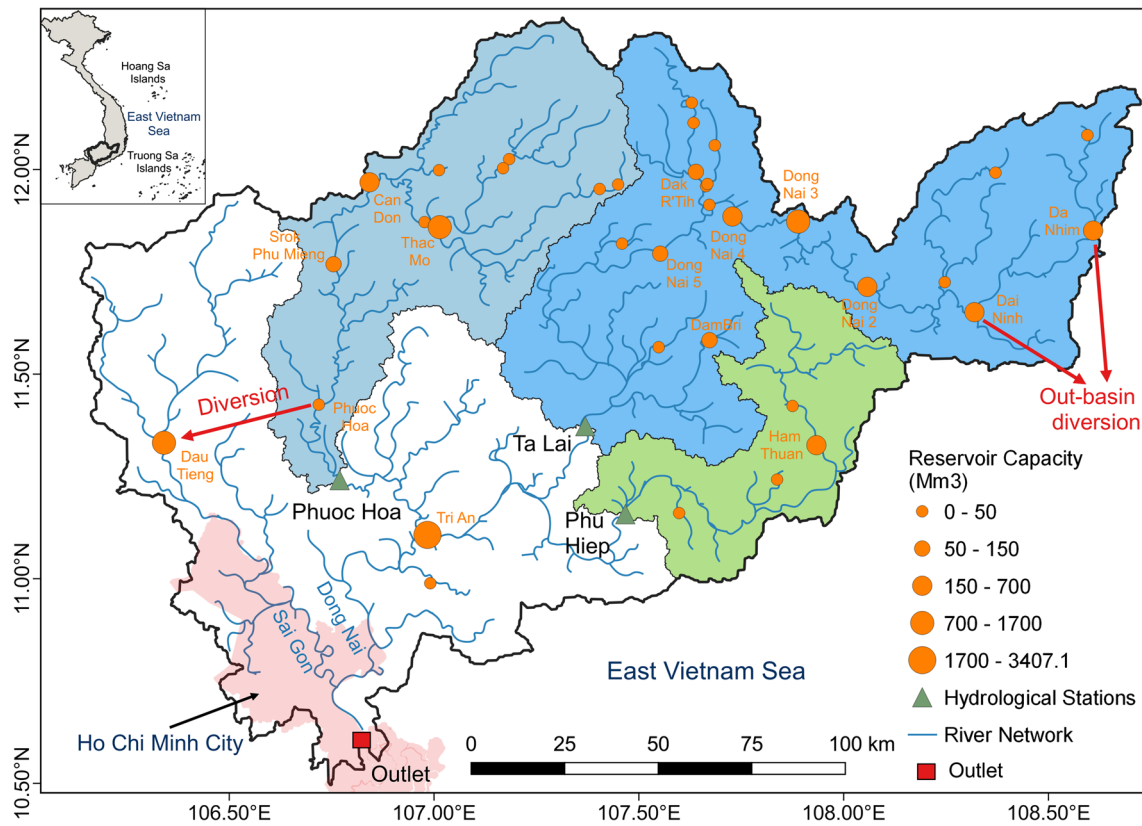 Hoang Sa
Islands
East Vietnam
Sea
Truong Sa
Islands
12.00°N
11.50°N
11.00°N
10.50°N
106.50°E
107.00°E
107.50°E
108.00°E
108.50°E
Can
Don
Thac
Mo
Srok
Phu Mieng
Dak
R'Tih
Dong
Nai 3
Dong
Nai 4
Dong
Nai 5
Da
Nhim
Dong
Nai 2
Dai
Ninh
DamBri
Diversion
Phuoc
Hoa
Dau
Tieng
Out-basin
diversion
Ta Lai
Ham
Thuan
Phuoc Hoa
Tri An
Phu
Hiep
Sai Gon
Dong Nai
East Vietnam Sea
Ho Chi Minh City
Outlet
0 25 50 75 100 km
Reservoir Capacity
(Mm3)
0 - 50
50 - 150
150 - 700
700 - 1700
1700 - 3407.1
Hydrological Stations
River Network
Outlet